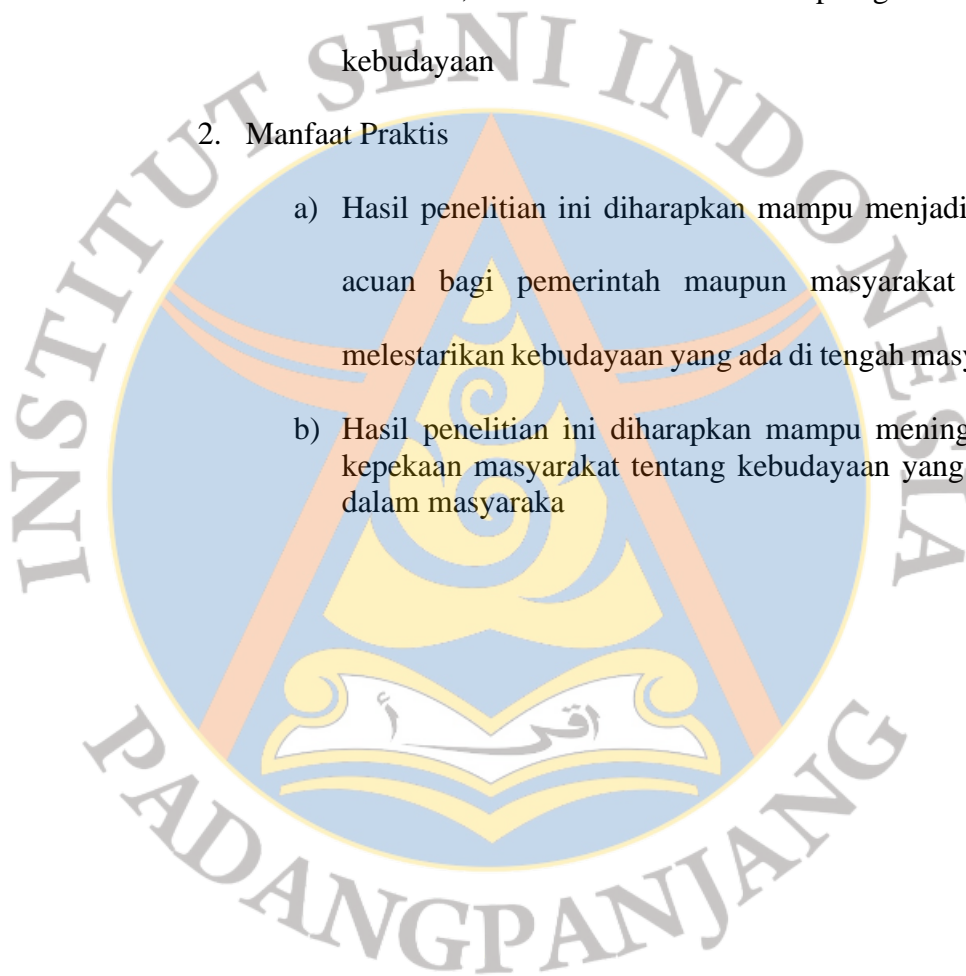 kebudayaan
2. Manfaat Praktis
a) Hasil penelitian ini diharapkan mampu menjadi
acuan bagi pemerintah maupun masyarakat
melestarikan kebudayaan yang ada di tengah masy
b) Hasil penelitian ini diharapkan mampu mening
kepekaan masyarakat tentang kebudayaan yang
dalam masyaraka
INSTITUT SENI INDONESIA
PADANGPANJANG
اقرأ